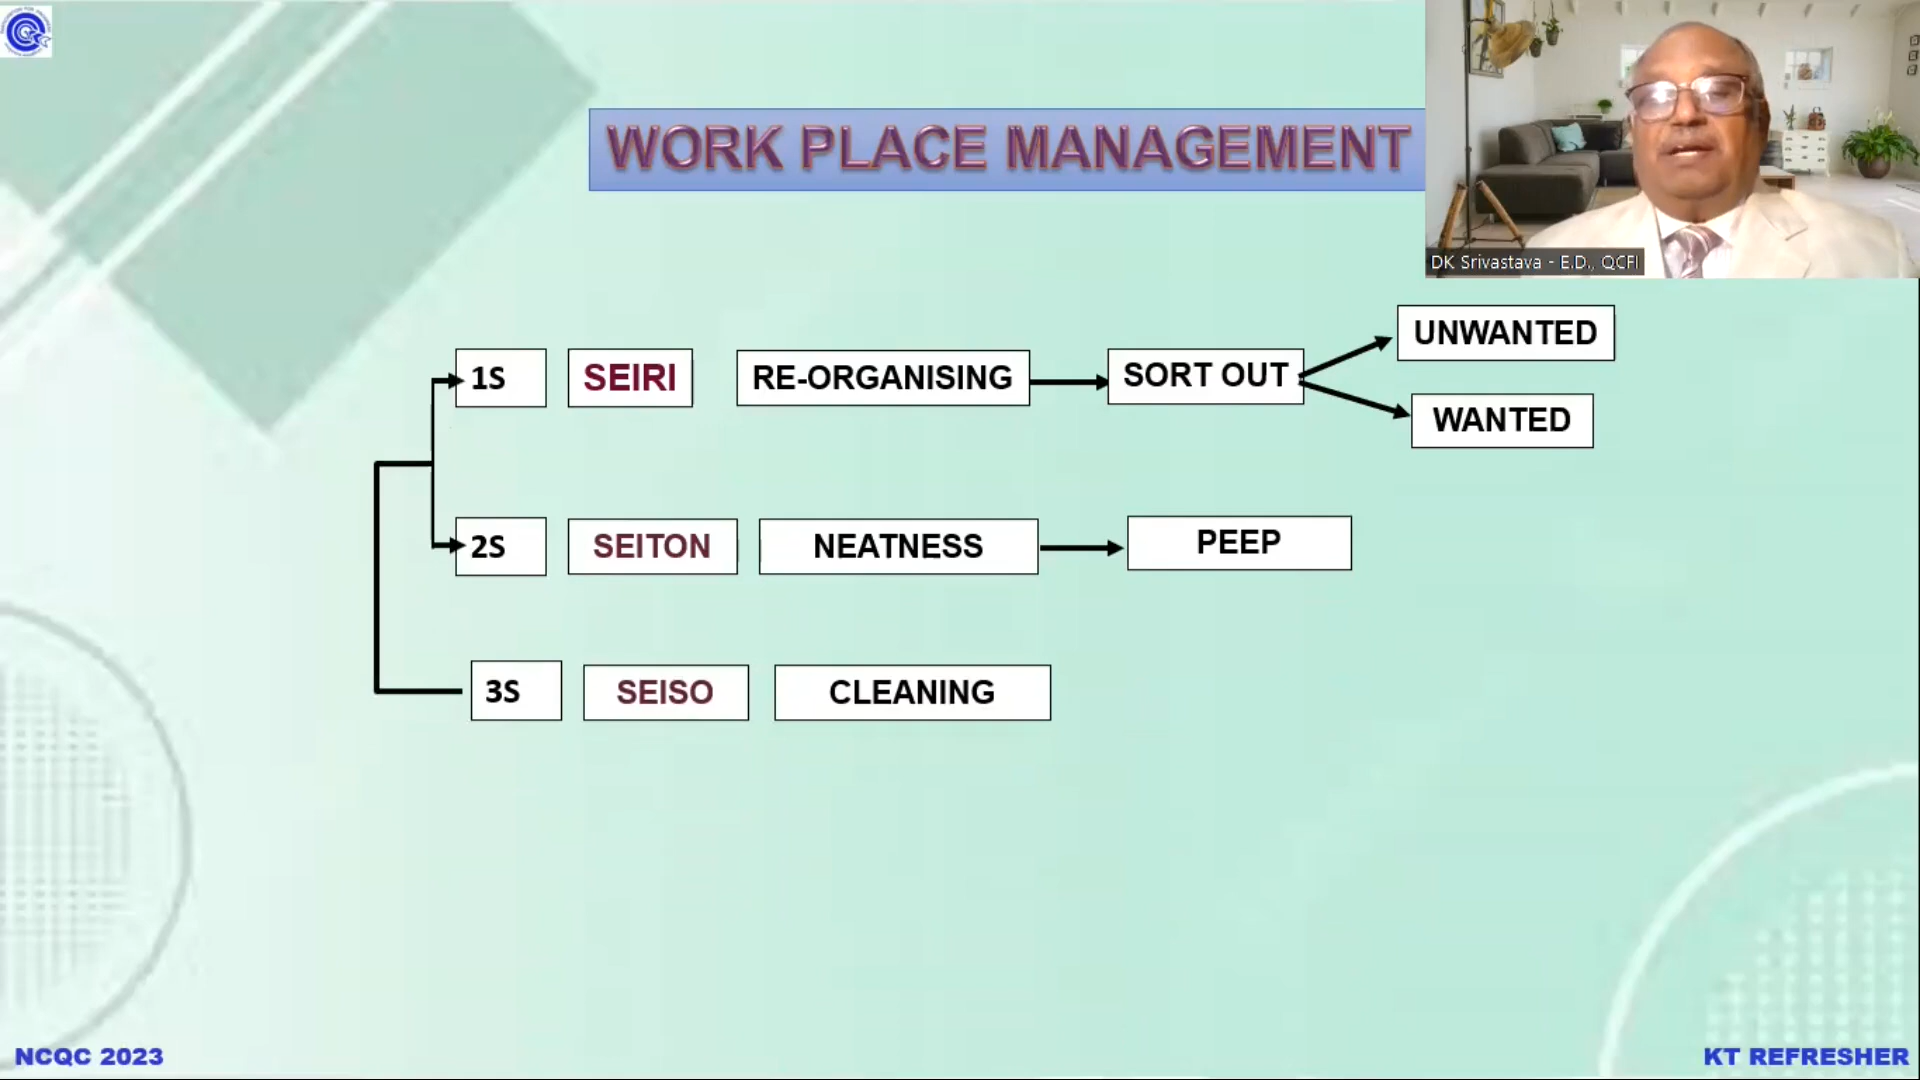 WORK PLACE MANAGEMENT
DK Srivastava - E.D., QCFI
1S SEIRI RE-ORGANISING SORT OUT UNWANTED
WANTED
2S SEITON NEATNESS PEEP
3S SEISO CLEANING
NCQC 2023 KT REFRESHER